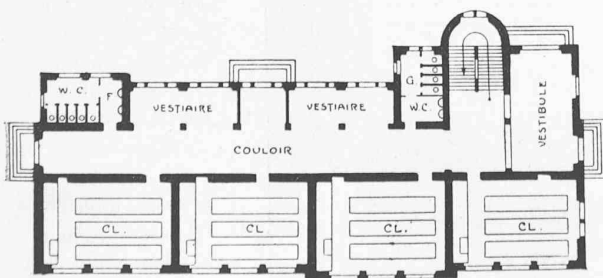 W.C.
F
VESTIAIRE
VESTIAIRE
G.
W.C.
VESTIBULE
COULOIR
CL.
CL.
CL.
CL.